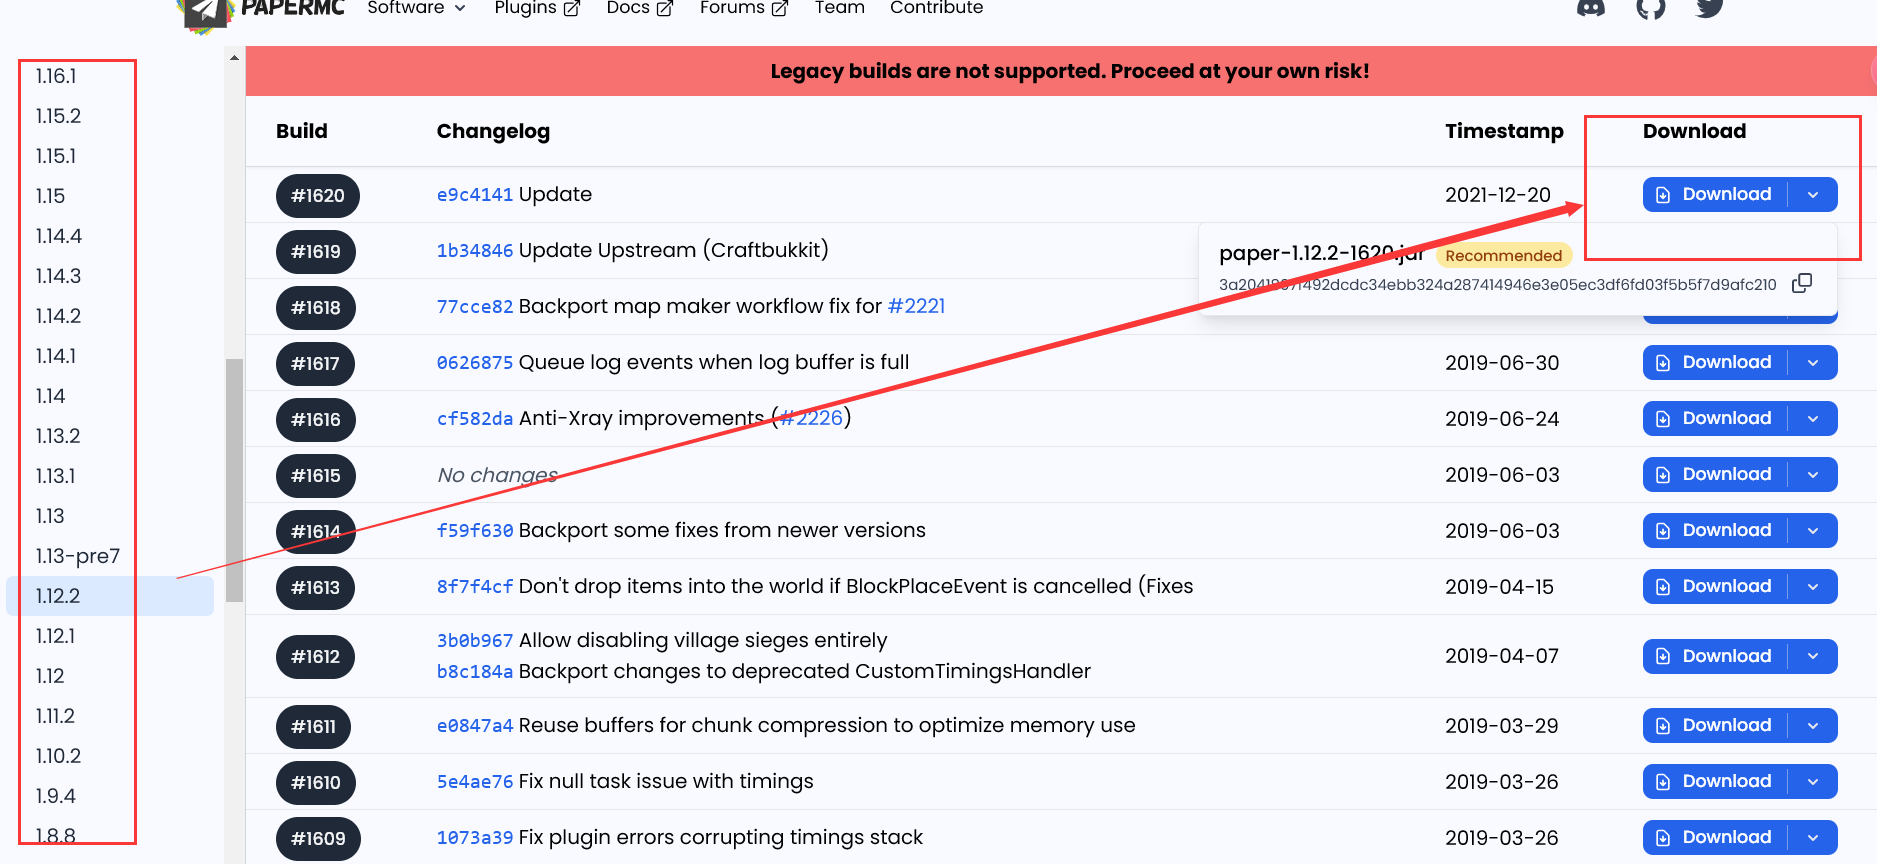 PAPERMC Software Plugins Docs Forums Team Contribute
1.16.1
1.15.2
1.15.1
1.15
1.14.4
1.14.3
1.14.2
1.14.1
1.14
1.13.2
1.13.1
1.13
1.13-pre7
1.12.2
1.12.1
1.12
1.11.2
1.10.2
1.9.4
1.8.8
Legacy builds are not supported. Proceed at your own risk!
Build Changelog Timestamp Download
#1620 e9c4141 Update 2021-12-20 Download
#1619 1b34846 Update Upstream (Craftbukkit)
paper-1.12.2-1620.jar Recommended
#1618 77cce82 Backport map maker workflow fix for #2221
#1617 0626875 Queue log events when log buffer is full 2019-06-30 Download
#1616 cf582da Anti-Xray improvements (#2226) 2019-06-24 Download
#1615 No changes 2019-06-03 Download
#1614 f59f630 Backport some fixes from newer versions 2019-06-03 Download
#1613 8f7f4cf Don't drop items into the world if BlockPlaceEvent is cancelled (Fixes 2019-04-15 Download
#1612 3b0b967 Allow disabling village sieges entirely 2019-04-07 Download
b8c184a Backport changes to deprecated CustomTimingsHandler
#1611 e0847a4 Reuse buffers for chunk compression to optimize memory use 2019-03-29 Download
#1610 5e4ae76 Fix null task issue with timings 2019-03-26 Download
#1609 1073a39 Fix plugin errors corrupting timings stack 2019-03-26 Download